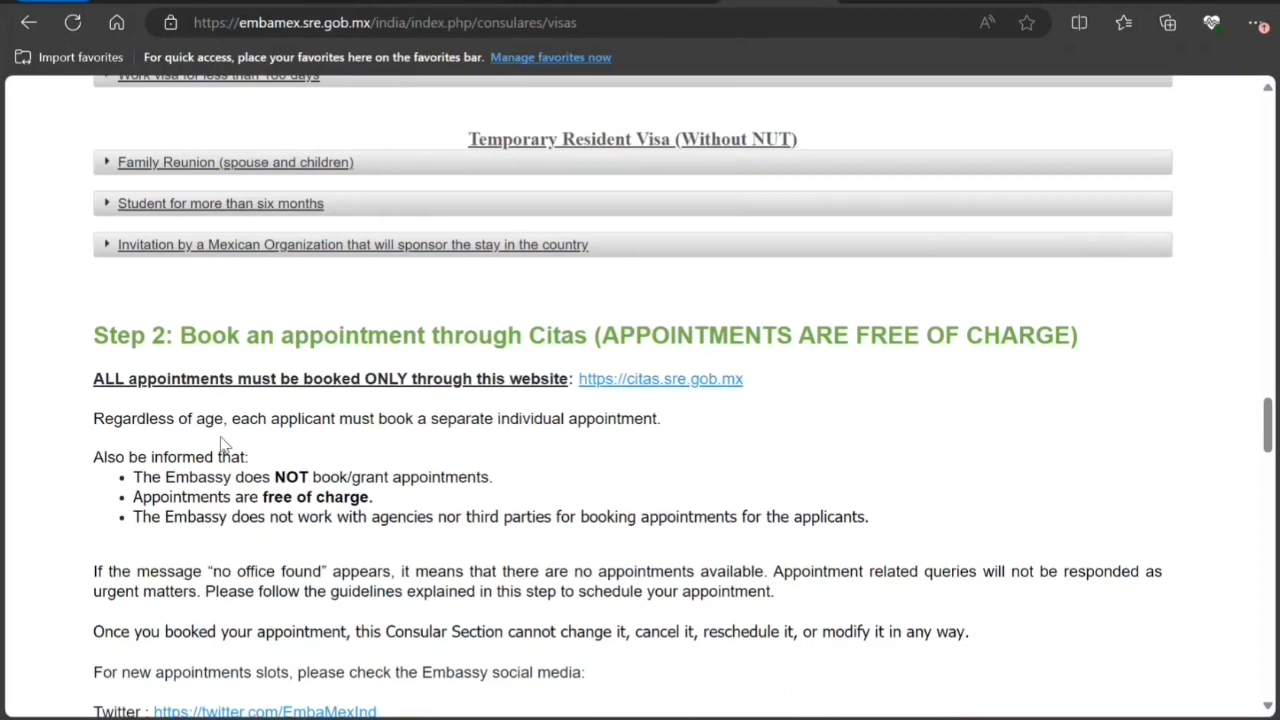 https://embamex.sre.gob.mx/india/index.php/consulares/visas
Import favorites
For quick access, place your favorites here on the favorites bar. Manage favorites now
Work visa for less than 180 days
Temporary Resident Visa (Without NUT)
Family Reunion (spouse and children)
Student for more than six months
Invitation by a Mexican Organization that will sponsor the stay in the country
Step 2: Book an appointment through Citas (APPOINTMENTS ARE FREE OF CHARGE)
ALL appointments must be booked ONLY through this website: https://citas.sre.gob.mx
Regardless of age, each applicant must book a separate individual appointment.
Also be informed that:
• The Embassy does NOT book/grant appointments.
• Appointments are free of charge.
• The Embassy does not work with agencies nor third parties for booking appointments for the applicants.
If the message “no office found” appears, it means that there are no appointments available. Appointment related queries will not be responded as
urgent matters. Please follow the guidelines explained in this step to schedule your appointment.
Once you booked your appointment, this Consular Section cannot change it, cancel it, reschedule it, or modify it in any way.
For new appointments slots, please check the Embassy social media:
Twitter : https://twitter.com/EmbaMexInd